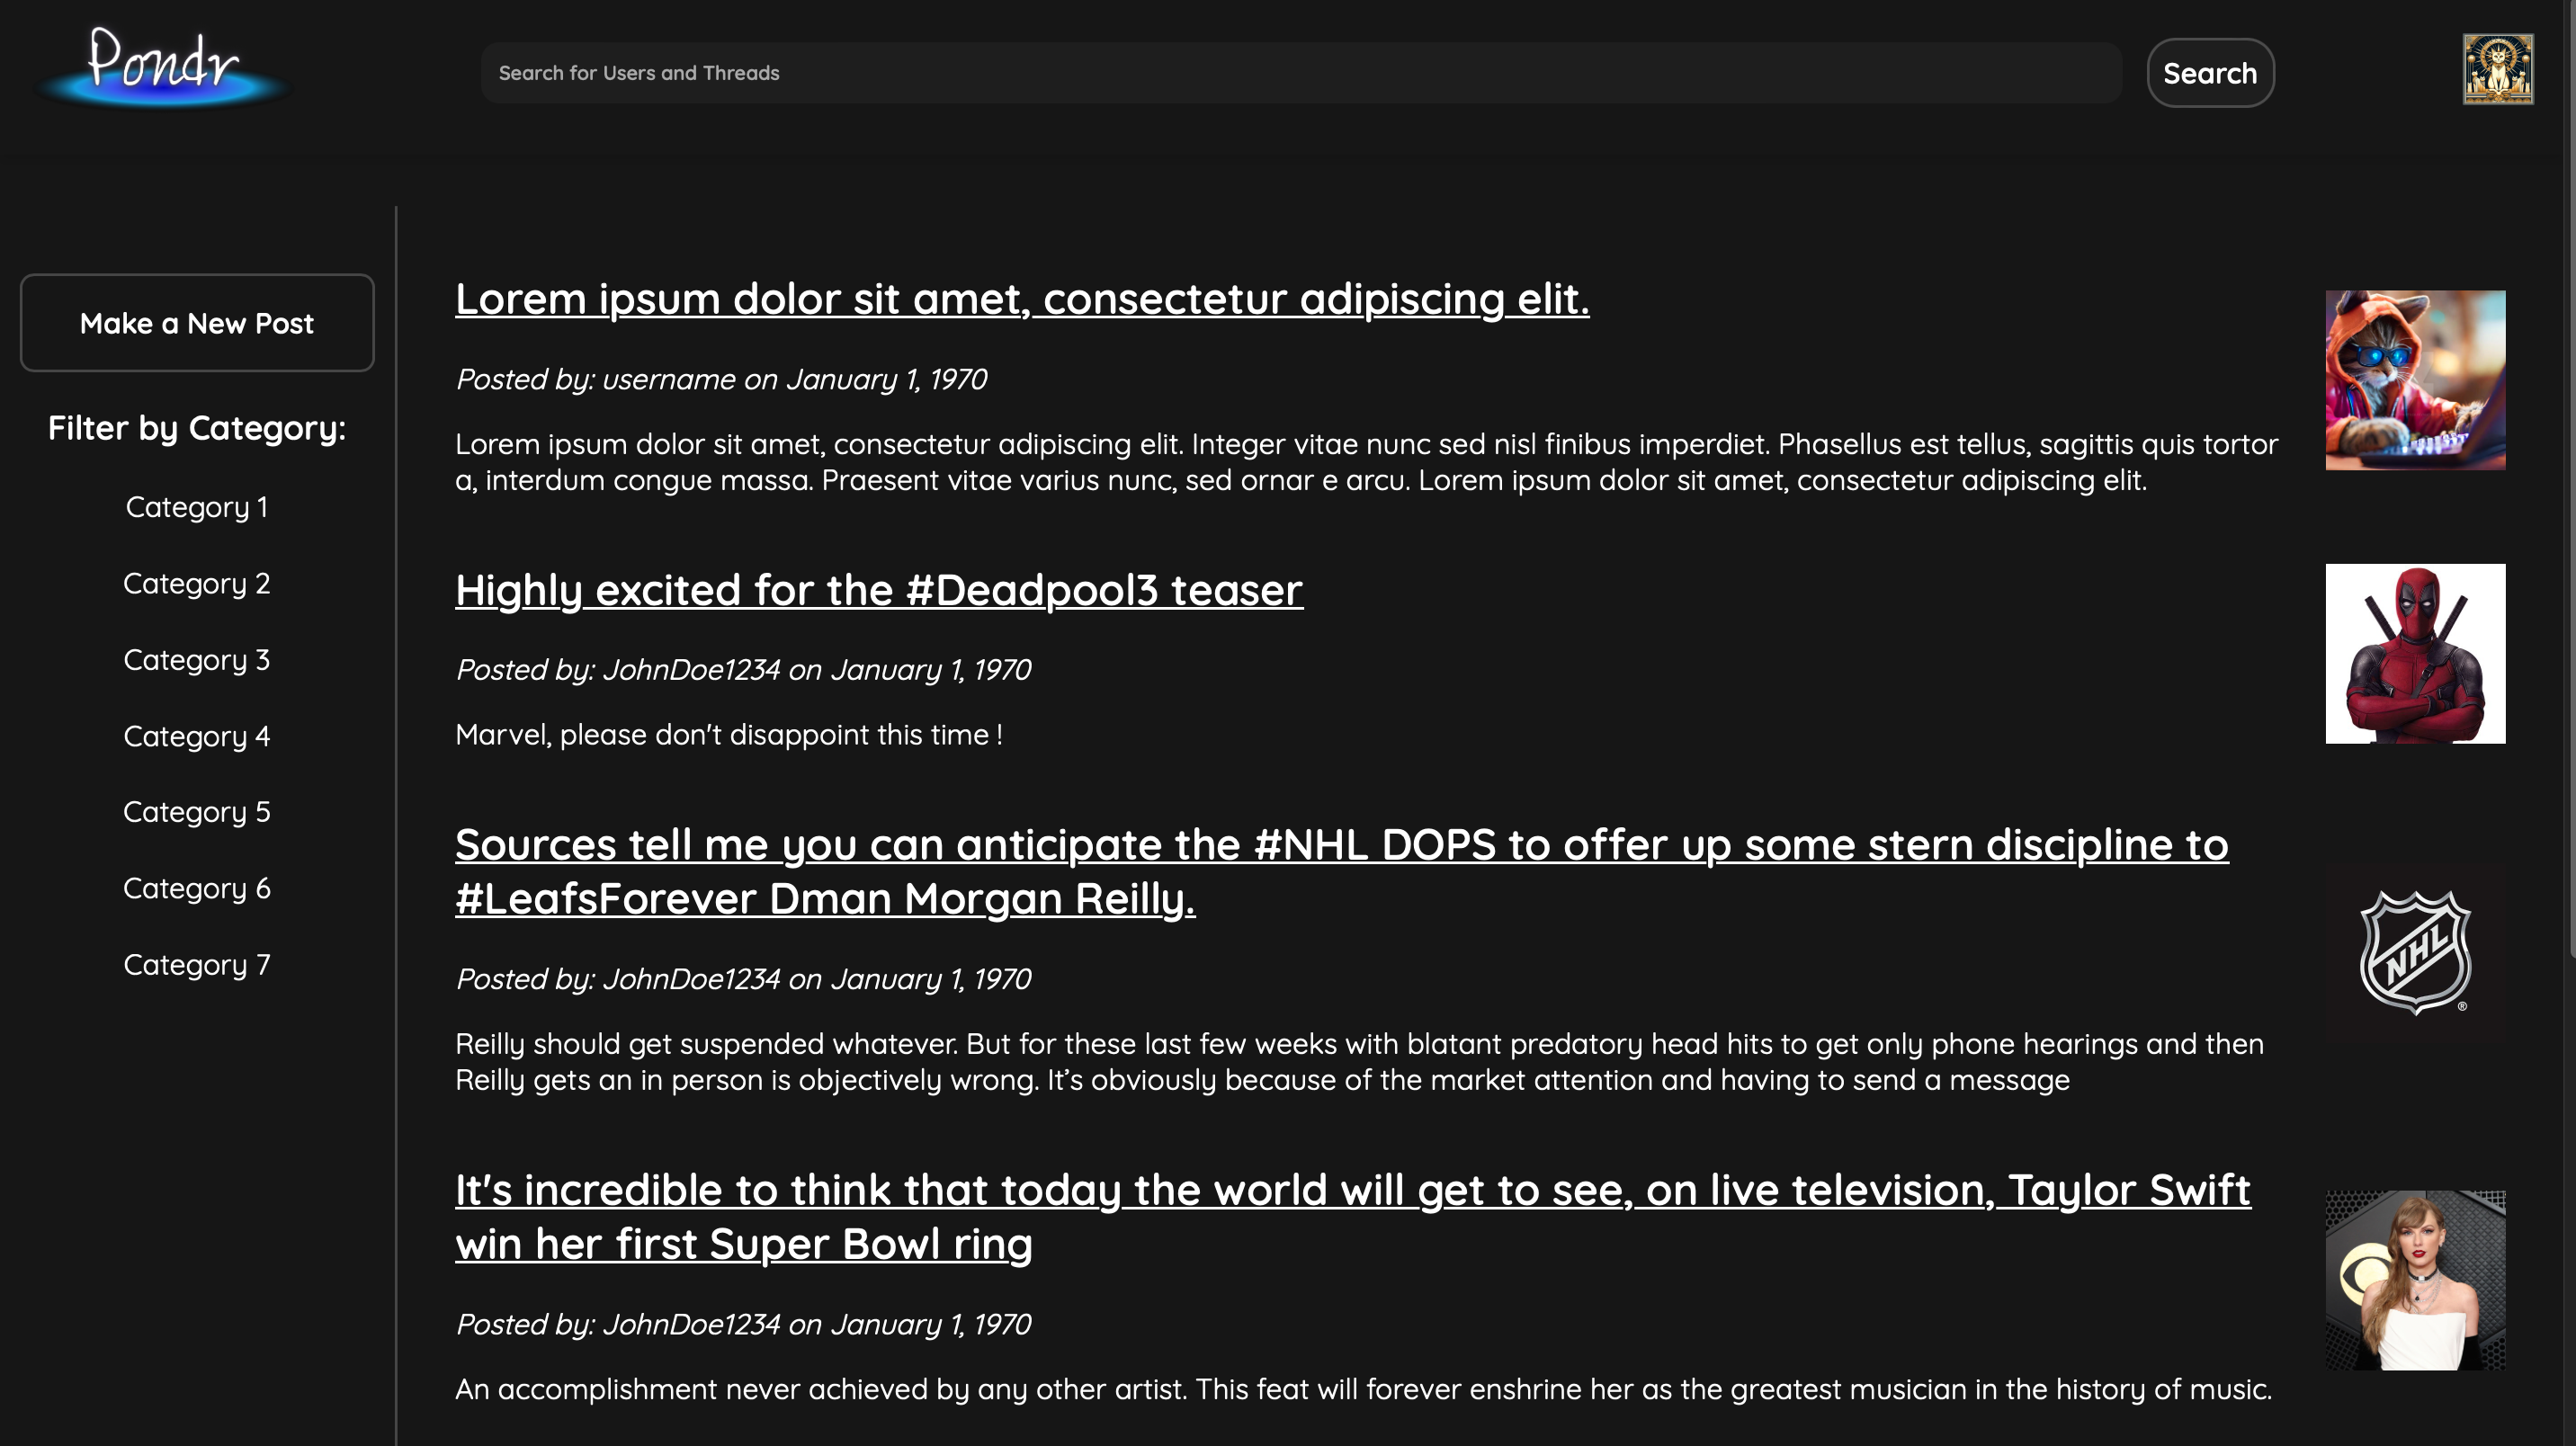 Pondr
Search for Users and Threads
Search
Make a New Post
Filter by Category:
Category 1
Category 2
Category 3
Category 4
Category 5
Category 6
Category 7
Lorem ipsum dolor sit amet, consectetur adipiscing elit.
Posted by: username on January 1, 1970
Lorem ipsum dolor sit amet, consectetur adipiscing elit. Integer vitae nunc sed nisl finibus imperdiet. Phasellus est tellus, sagittis quis tortor
a, interdum congue massa. Praesent vitae varius nunc, sed ornar e arcu. Lorem ipsum dolor sit amet, consectetur adipiscing elit.
Highly excited for the #Deadpool3 teaser
Posted by: JohnDoe1234 on January 1, 1970
Marvel, please don't disappoint this time !
Sources tell me you can anticipate the #NHL DOPS to offer up some stern discipline to
#LeafsForever Dman Morgan Reilly.
Posted by: JohnDoe1234 on January 1, 1970
Reilly should get suspended whatever. But for these last few weeks with blatant predatory head hits to get only phone hearings and then
Reilly gets an in person is objectively wrong. It’s obviously because of the market attention and having to send a message
NHL
®
It's incredible to think that today the world will get to see, on live television, Taylor Swift
win her first Super Bowl ring
Posted by: JohnDoe1234 on January 1, 1970
An accomplishment never achieved by any other artist. This feat will forever enshrine her as the greatest musician in the history of music.